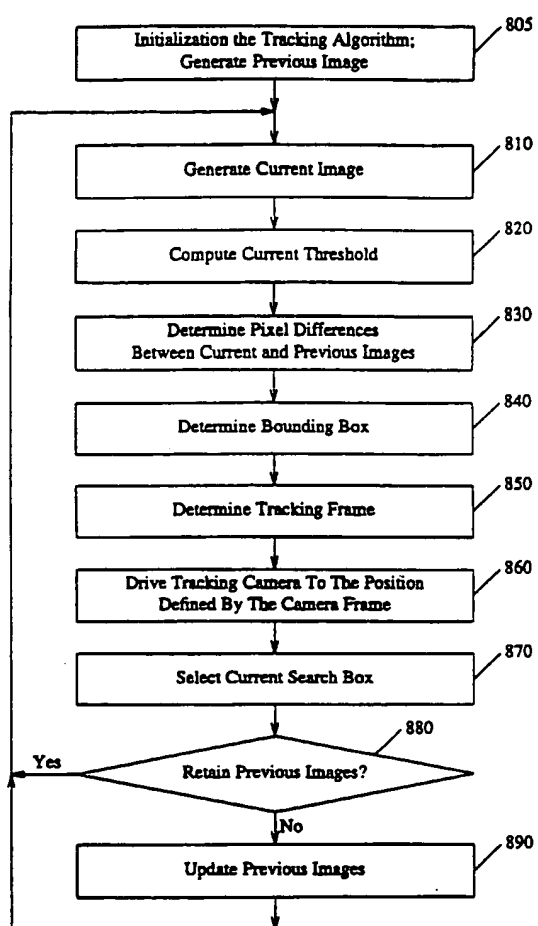 Initialization the Tracking Algorithm;
Generate Previous Image
805
Generate Current Image
810
Compute Current Threshold
820
Determine Pixel Differences
Between Current and Previous Images
830
Determine Bounding Box
840
Determine Tracking Frame
850
Drive Tracking Camera To The Position
Defined By The Camera Frame
860
Select Current Search Box
870
Retain Previous Images?
880
Yes
No
Update Previous Images
890